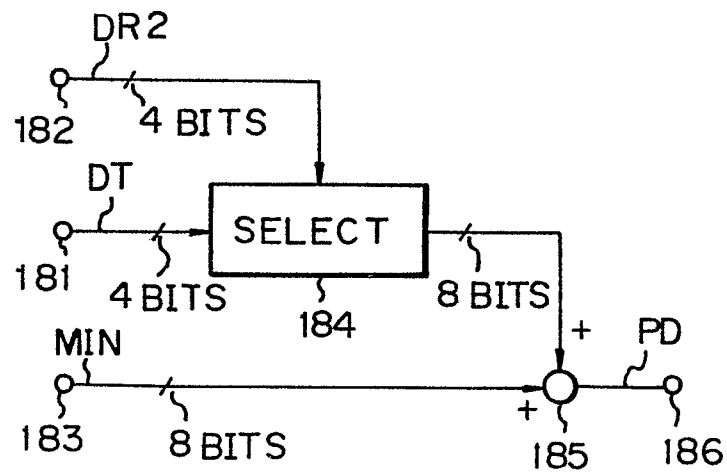 DR2
182
4 BITS
DT
181
4 BITS
SELECT
184
8 BITS
+
MIN
183
8 BITS
+
185
PD
186